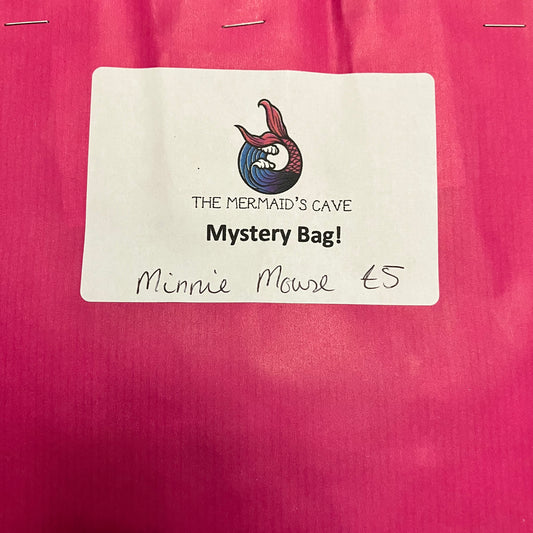 THE MERMAID'S CAVE
Mystery Bag!
Minnie Mouse £5